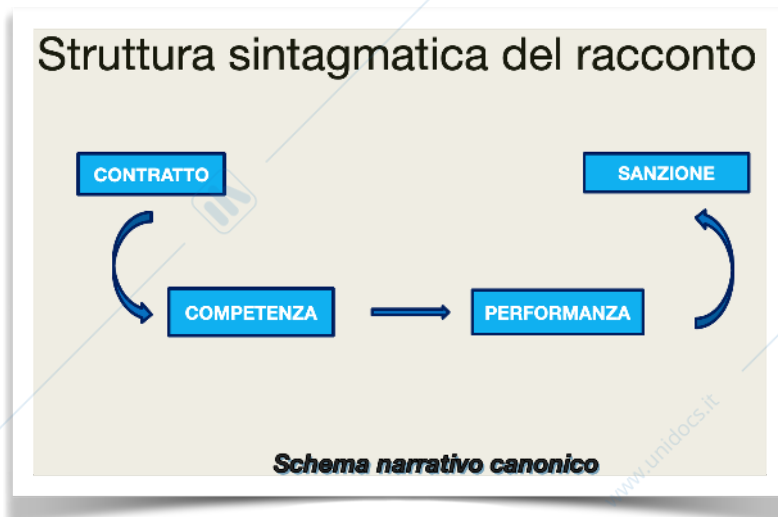 Struttura sintagmatica del racconto
CONTRATTO
SANZIONE
COMPETENZA
PERFORMANZA
Schema narrativo canonico
www.unidocs.it